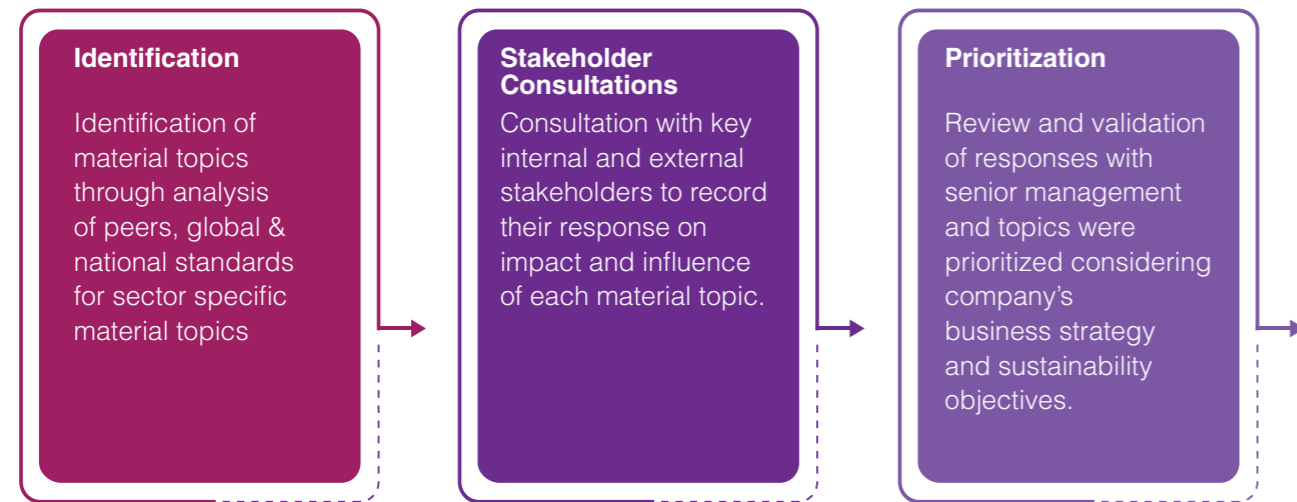 Identification
Identification of
material topics
through analysis
of peers, global &
national standards
for sector specific
material topics
Stakeholder
Consultations
Consultation with key
internal and external
stakeholders to record
their response on
impact and influence
of each material topic.
Prioritization
Review and validation
of responses with
senior management
and topics were
prioritized considering
company’s
business strategy
and sustainability
objectives.